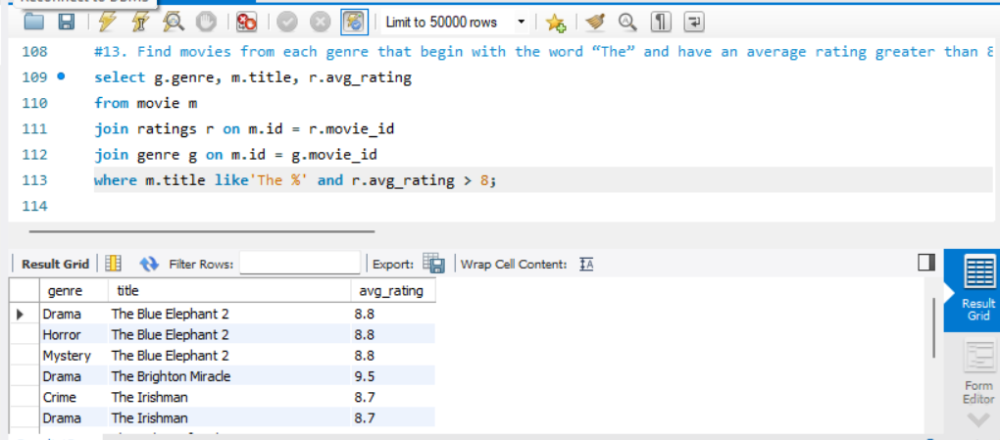 Limit to 50000 rows
108 #13. Find movies from each genre that begin with the word “The” and have an average rating greater than
109 select g.genre, m.title, r.avg_rating
110 from movie m
111 join ratings r on m.id = r.movie_id
112 join genre g on m.id = g.movie_id
113 where m.title like'The %' and r.avg_rating > 8;
114
Result Grid Filter Rows: Export: Wrap Cell Content: IA
genre title avg_rating
Drama The Blue Elephant 2 8.8
Horror The Blue Elephant 2 8.8
Mystery The Blue Elephant 2 8.8
Drama The Brighton Miracle 9.5
Crime The Irishman 8.7
Drama The Irishman 8.7
Result
Grid
Form
Editor